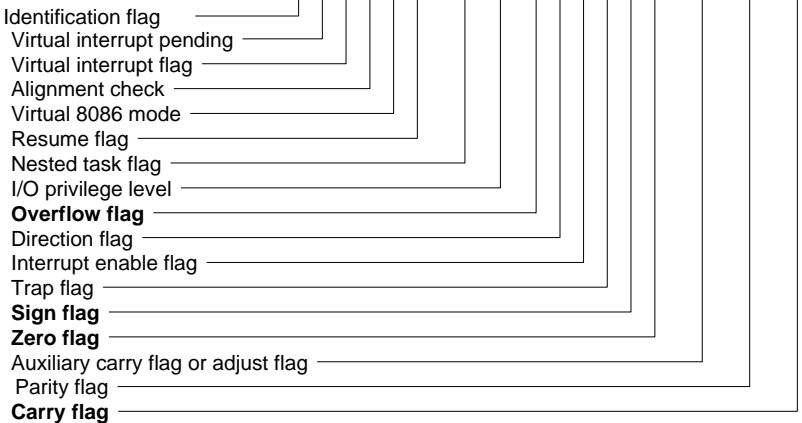 Identification flag
Virtual interrupt pending
Virtual interrupt flag
Alignment check
Virtual 8086 mode
Resume flag
Nested task flag
I/O privilege level
Overflow flag
Direction flag
Interrupt enable flag
Trap flag
Sign flag
Zero flag
Auxiliary carry flag or adjust flag
Parity flag
Carry flag